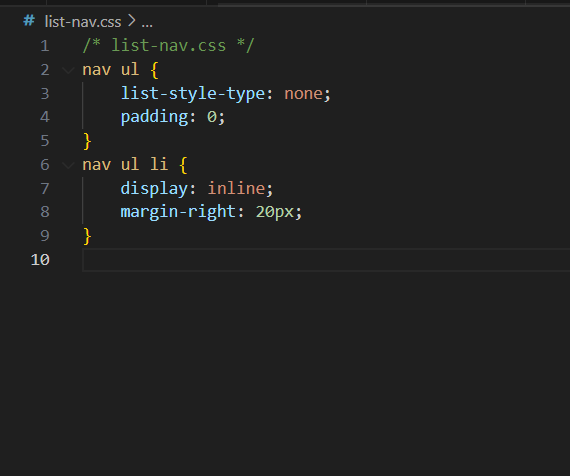 # list-nav.css > ...
1 /* list-nav.css */
2 nav ul {
3     list-style-type: none;
4     padding: 0;
5 }
6 nav ul li {
7     display: inline;
8     margin-right: 20px;
9 }
10